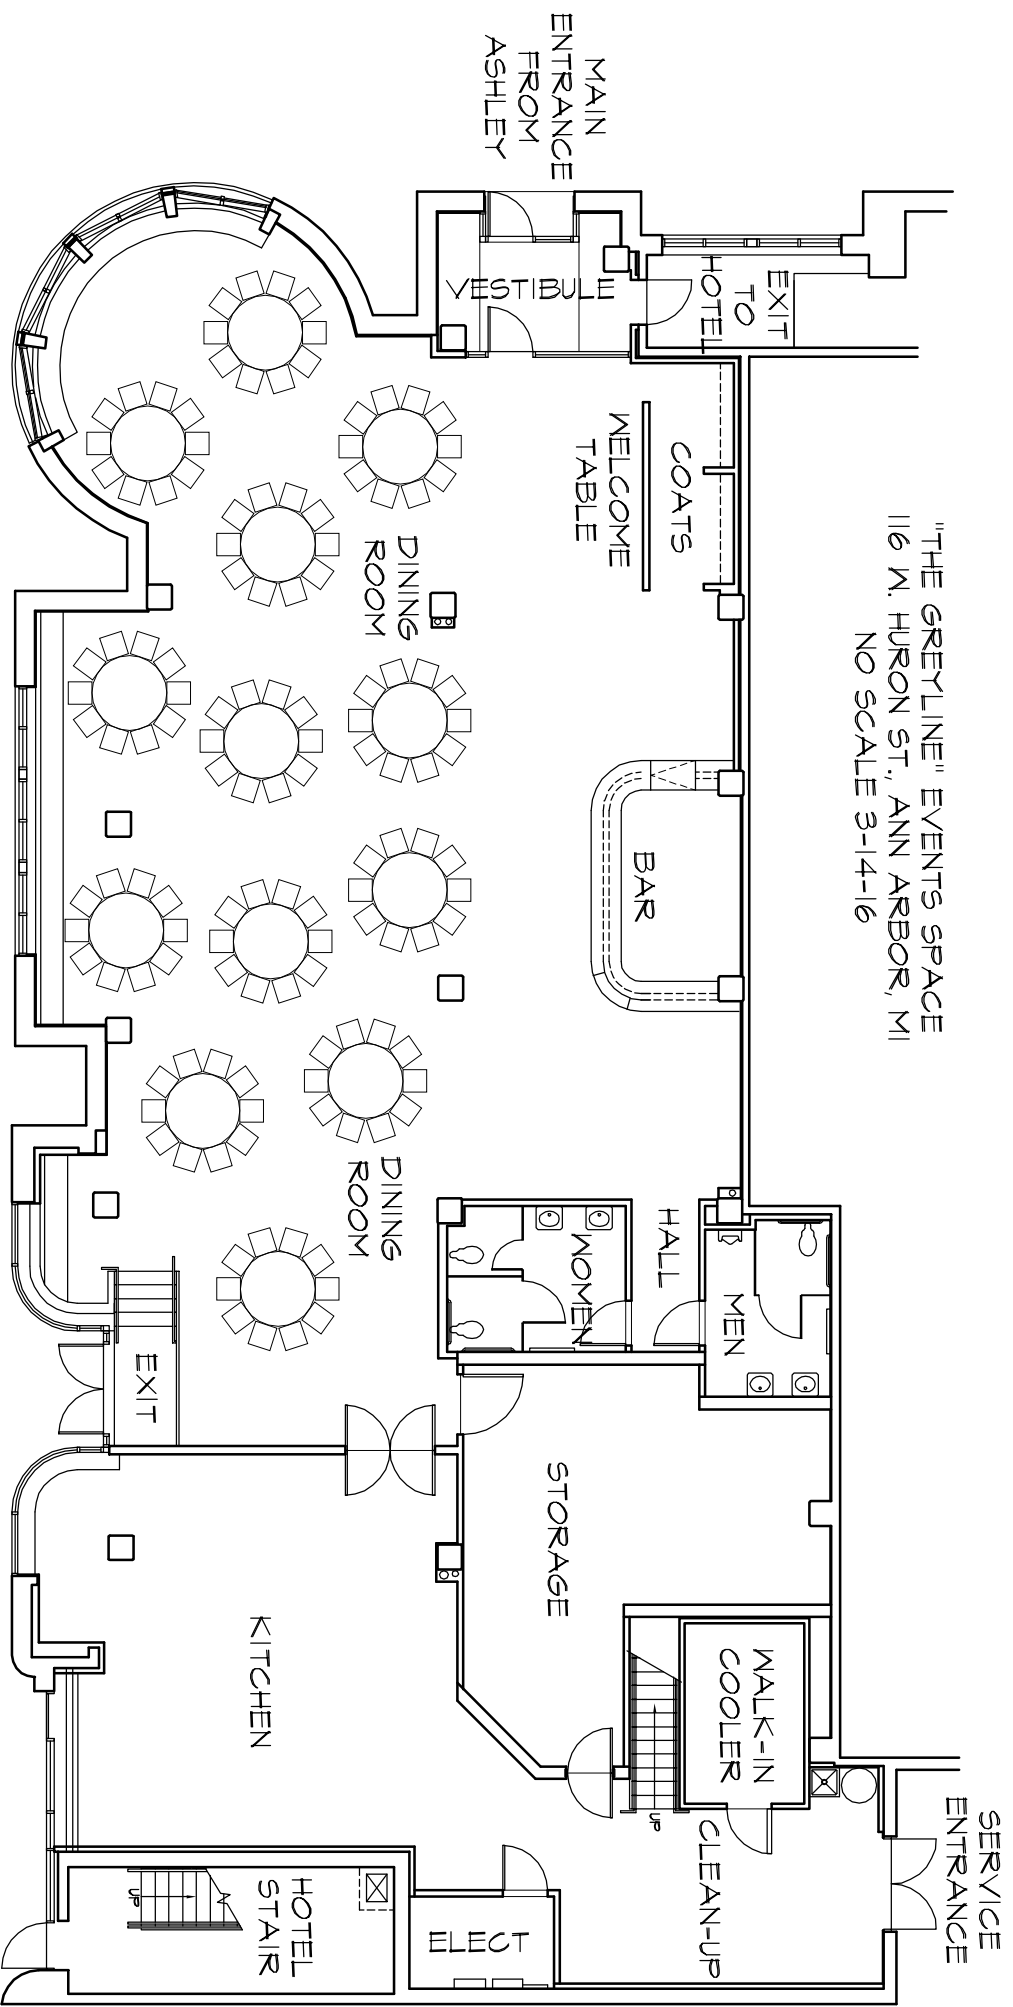 "THE GREYLINE" EVENTS SPACE
116 W. HURON ST., ANN ARBOR, MI
NO SCALE 3-14-16
MAIN
ENTRANCE
FROM
ASHLEY
VESTIBULE
EXIT
TO
HOTEL
COATS
WELCOME
TABLE
DINING
ROOM
BAR
DINING
ROOM
HALL
WOMEN
MEN
EXIT
STORAGE
KITCHEN
WALK-IN
COOLER
UP
CLEAN-UP
SERVICE
ENTRANCE
ELECT
HOTEL
STAIR
UP